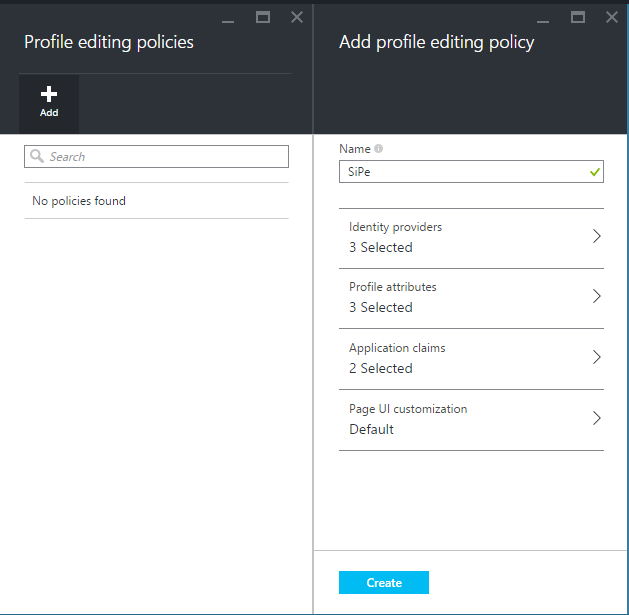 Profile editing policies
Add
Search
No policies found
Add profile editing policy
Name
SiPe
Identity providers
3 Selected
Profile attributes
3 Selected
Application claims
2 Selected
Page UI customization
Default
Create